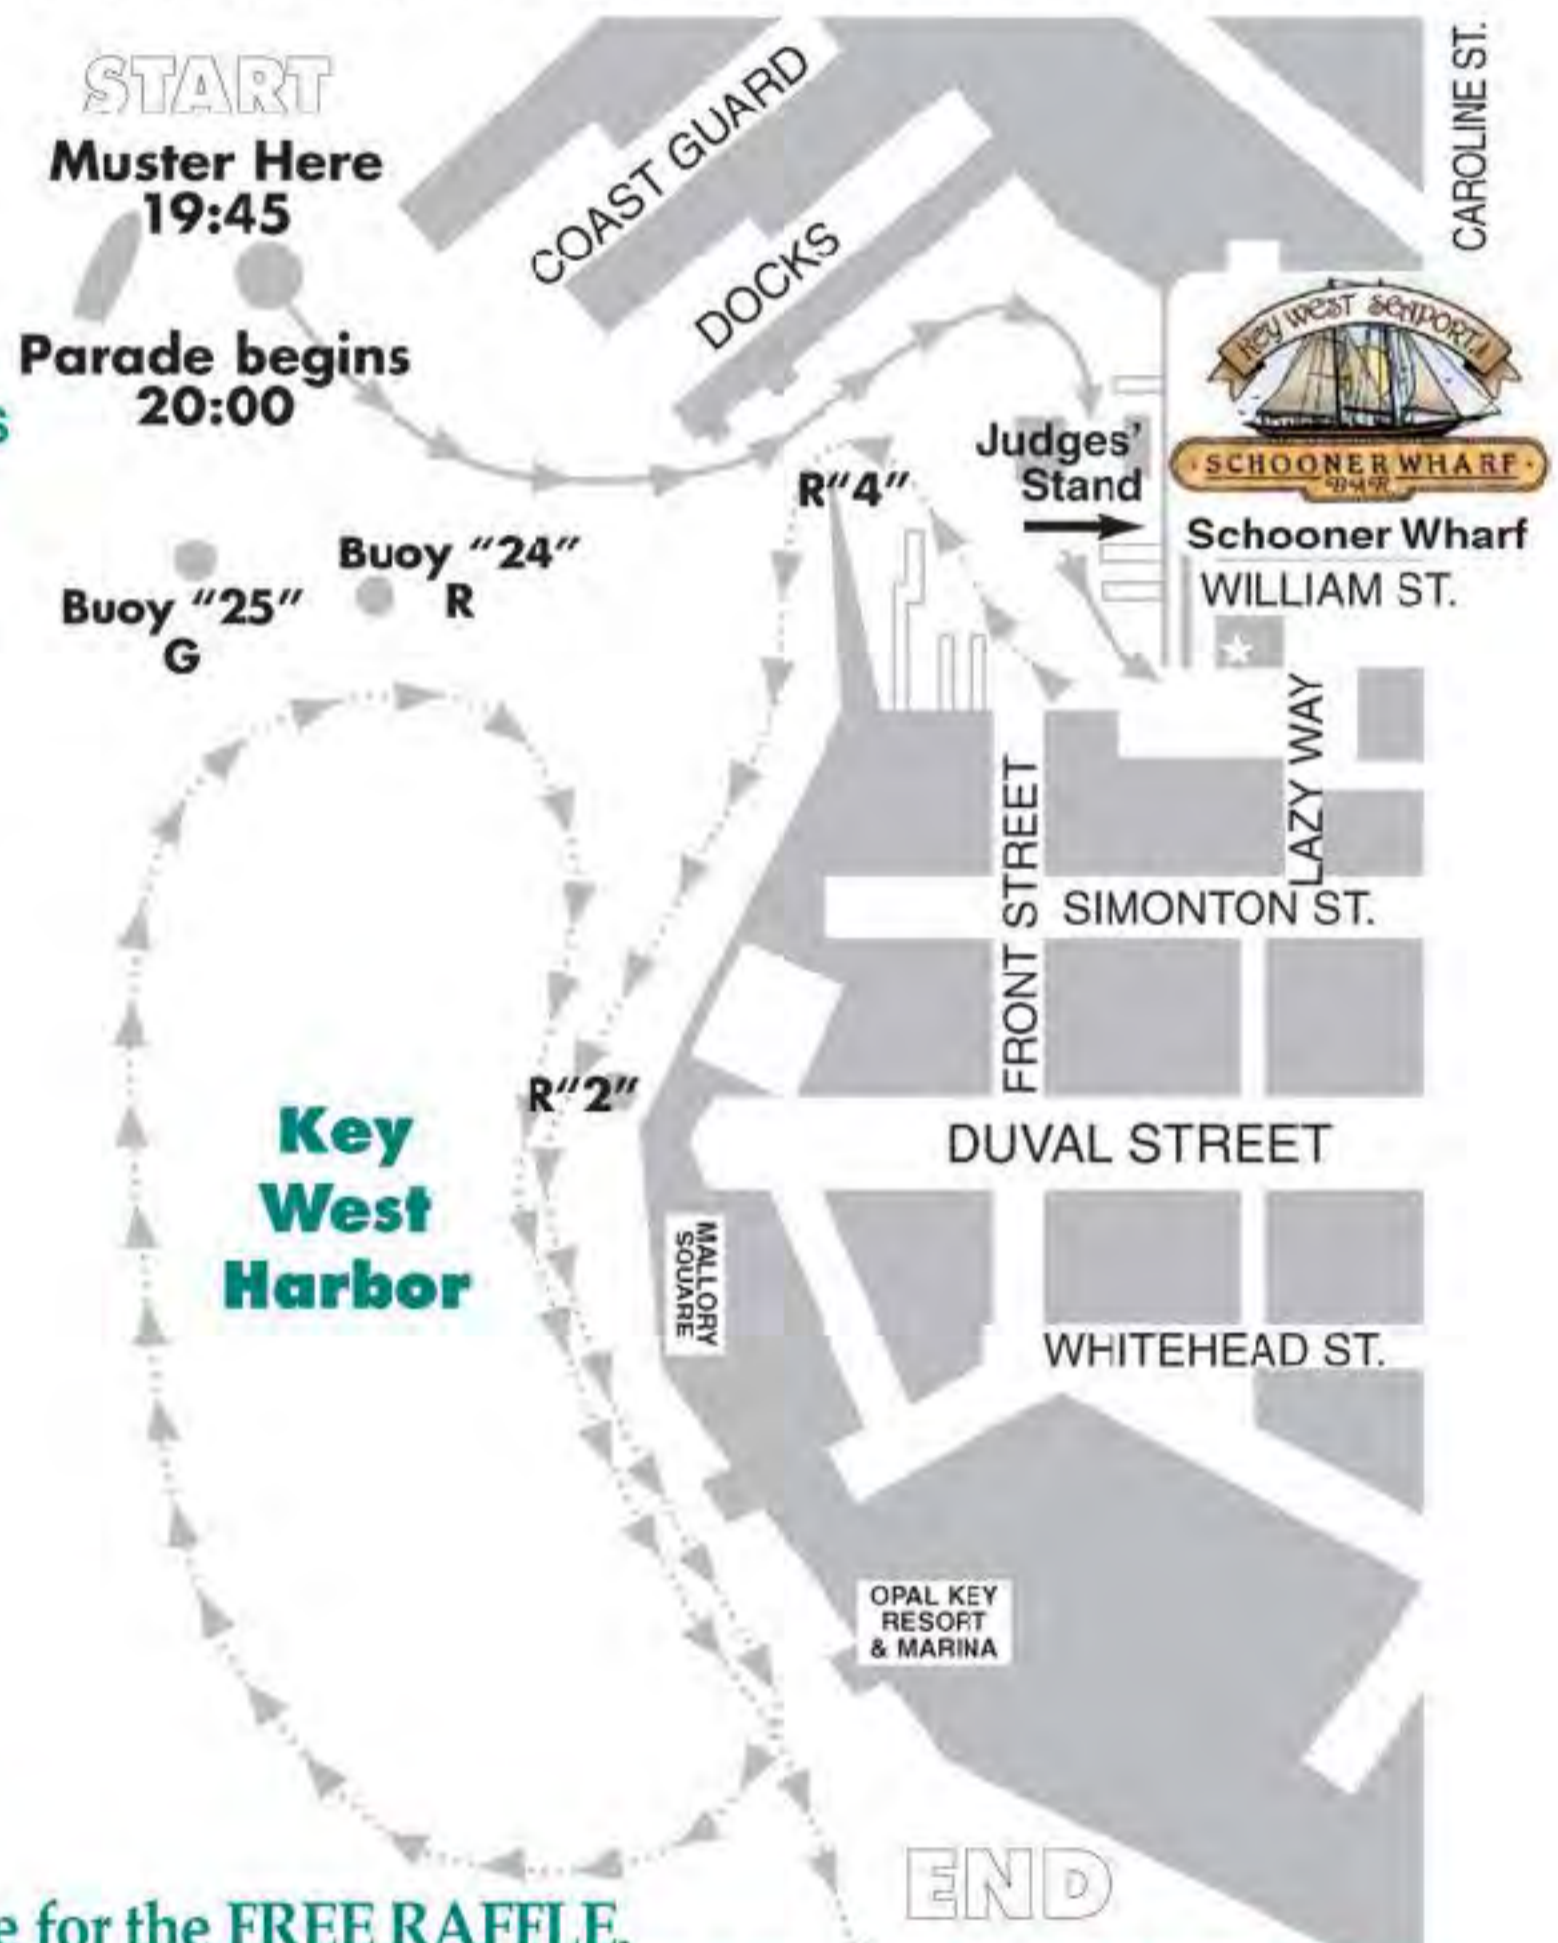 START
Muster Here
19:45
Parade begins
20:00
s
COAST GUARD
DOCKS
CAROLINE ST.
KEY WEST SEAPORT
SCHOONER WHARF
BAR
Judges'
Stand
Schooner Wharf
WILLIAM ST.
R"4"
Buoy "24"
R
Buoy "25"
G
LAZY WAY
FRONT STREET
SIMONTON ST.
R"2"
Key
West
Harbor
DUVAL STREET
MALLORY
SQUARE
WHITEHEAD ST.
OPAL KEY
RESORT
& MARINA
END
e for the FREE RAFFLE.